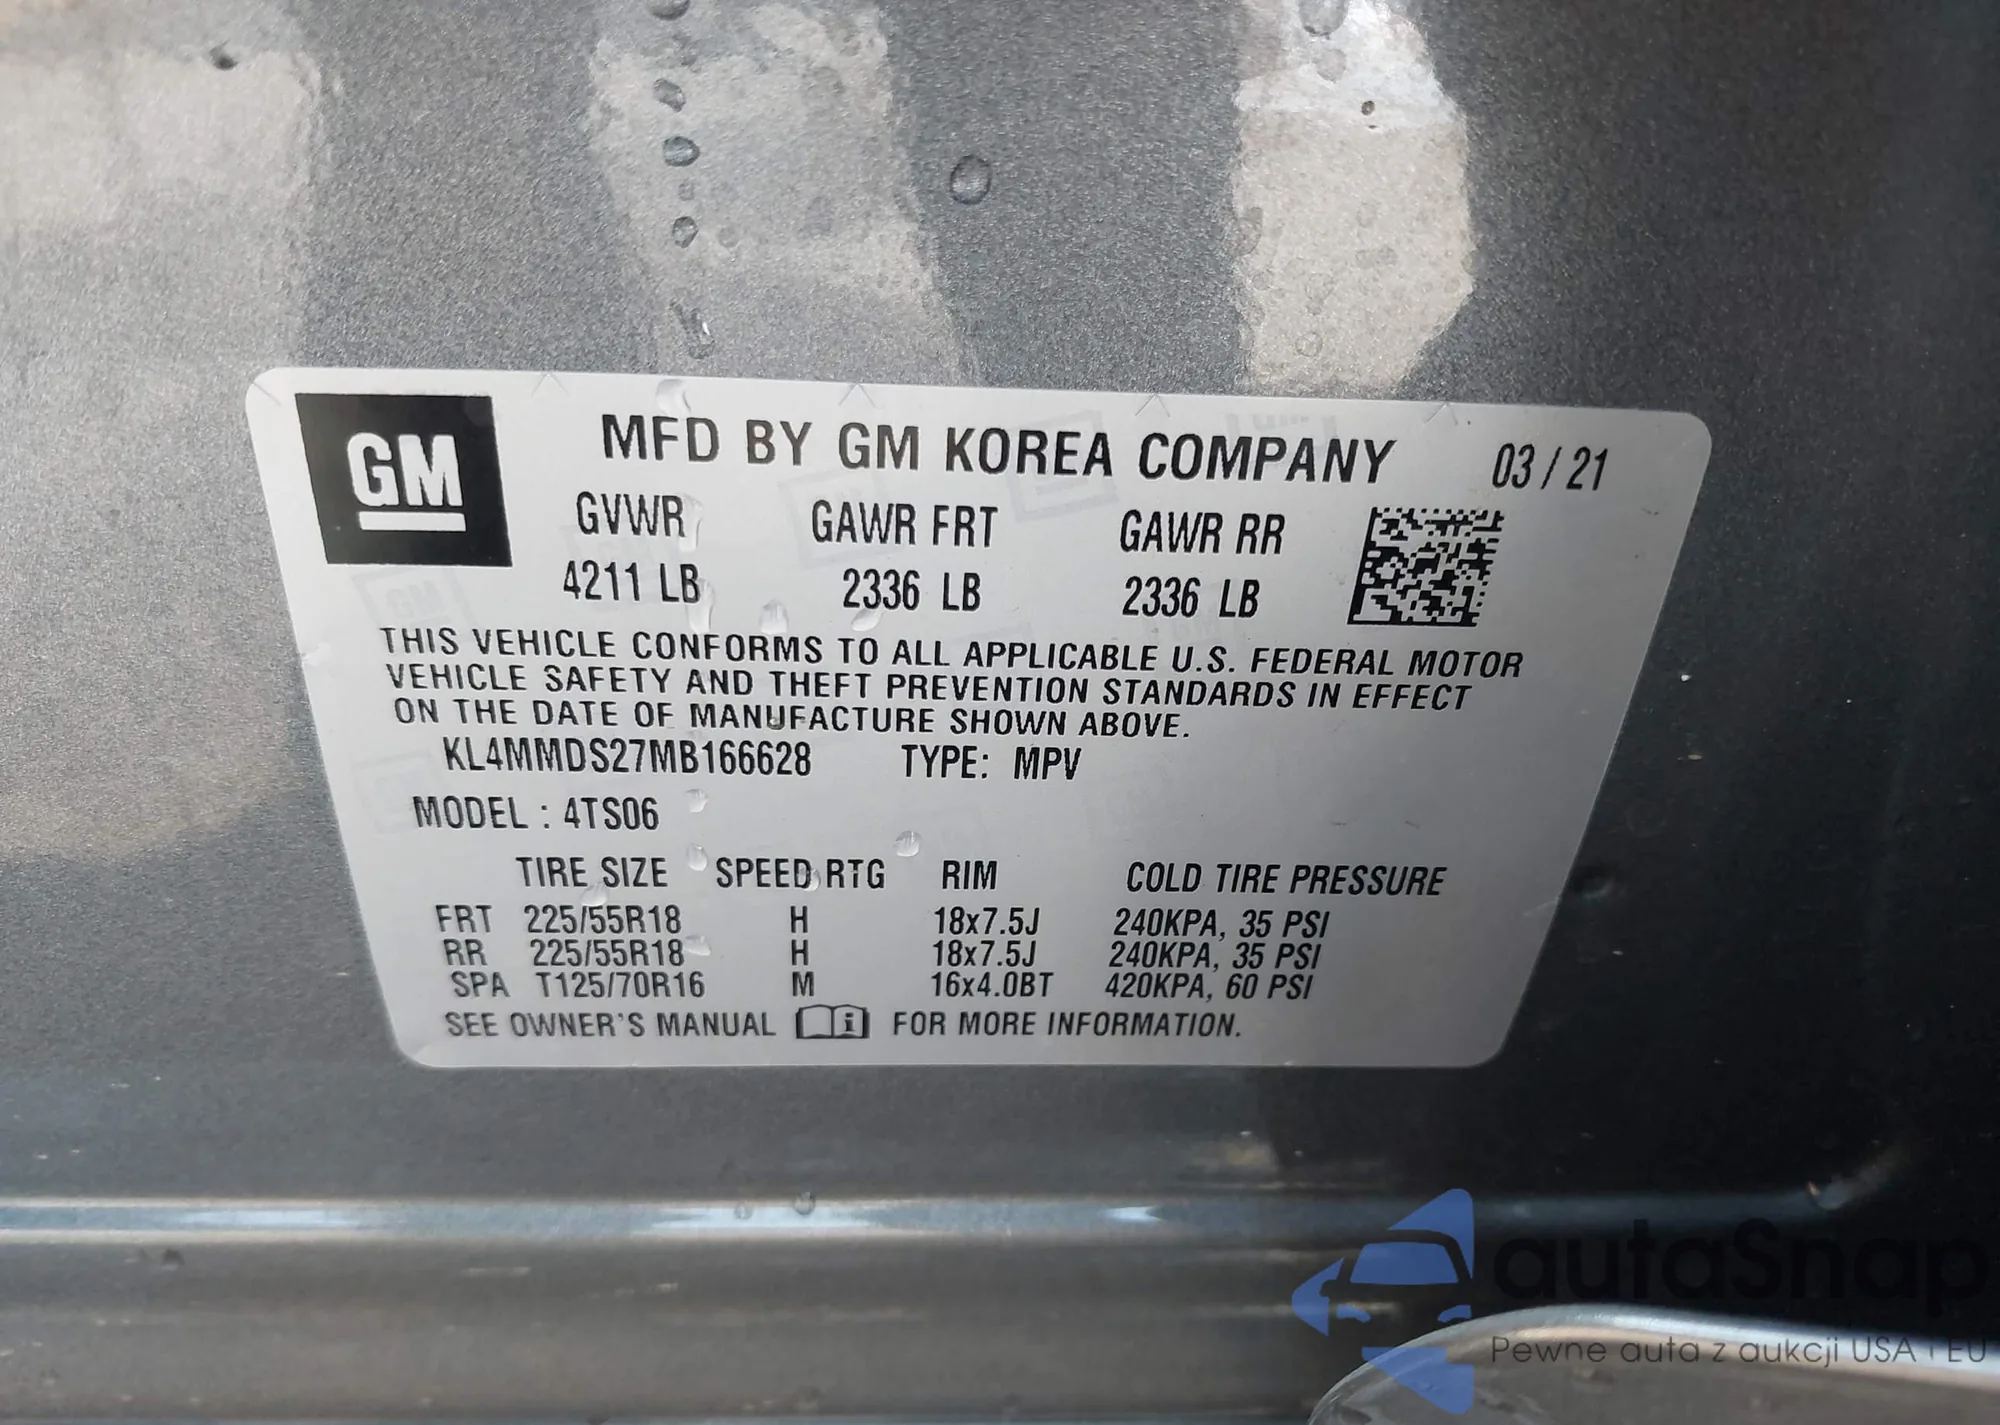 GM
MFD BY GM KOREA COMPANY 03/21
GVWR GAWR FRT GAWR RR
4211 LB 2336 LB 2336 LB
THIS VEHICLE CONFORMS TO ALL APPLICABLE U.S. FEDERAL MOTOR
VEHICLE SAFETY AND THEFT PREVENTION STANDARDS IN EFFECT
ON THE DATE OF MANUFACTURE SHOWN ABOVE.
KL4MMDS27MB166628 TYPE: MPV
MODEL : 4TS06
TIRE SIZE SPEED RTG RIM COLD TIRE PRESSURE
FRT 225/55R18 H 18x7.5J 240KPA, 35 PSI
RR 225/55R18 H 18x7.5J 240KPA, 35 PSI
SPA T125/70R16 M 16x4.0BT 420KPA, 60 PSI
SEE OWNER'S MANUAL i FOR MORE INFORMATION.
autaSnap
Pewne auta z aukcji USA i EU